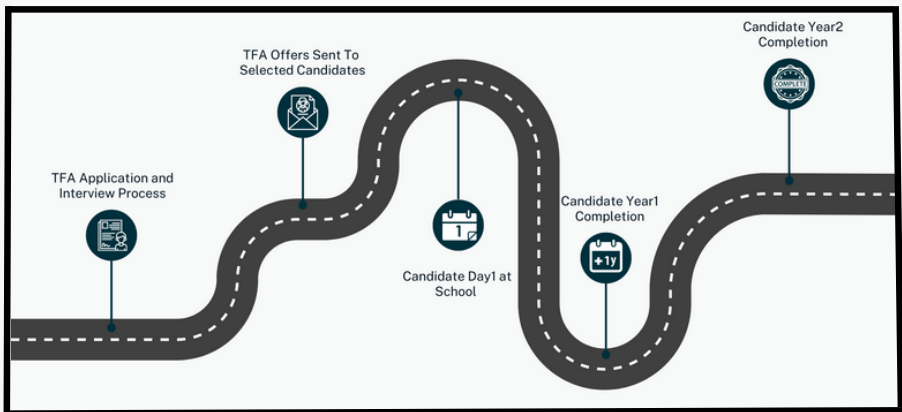 TFA Application and
Interview Process
TFA Offers Sent To
Selected Candidates
1
Candidate Day1 at
School
Candidate Year1
Completion
+1y
Candidate Year2
Completion
COMPLETE